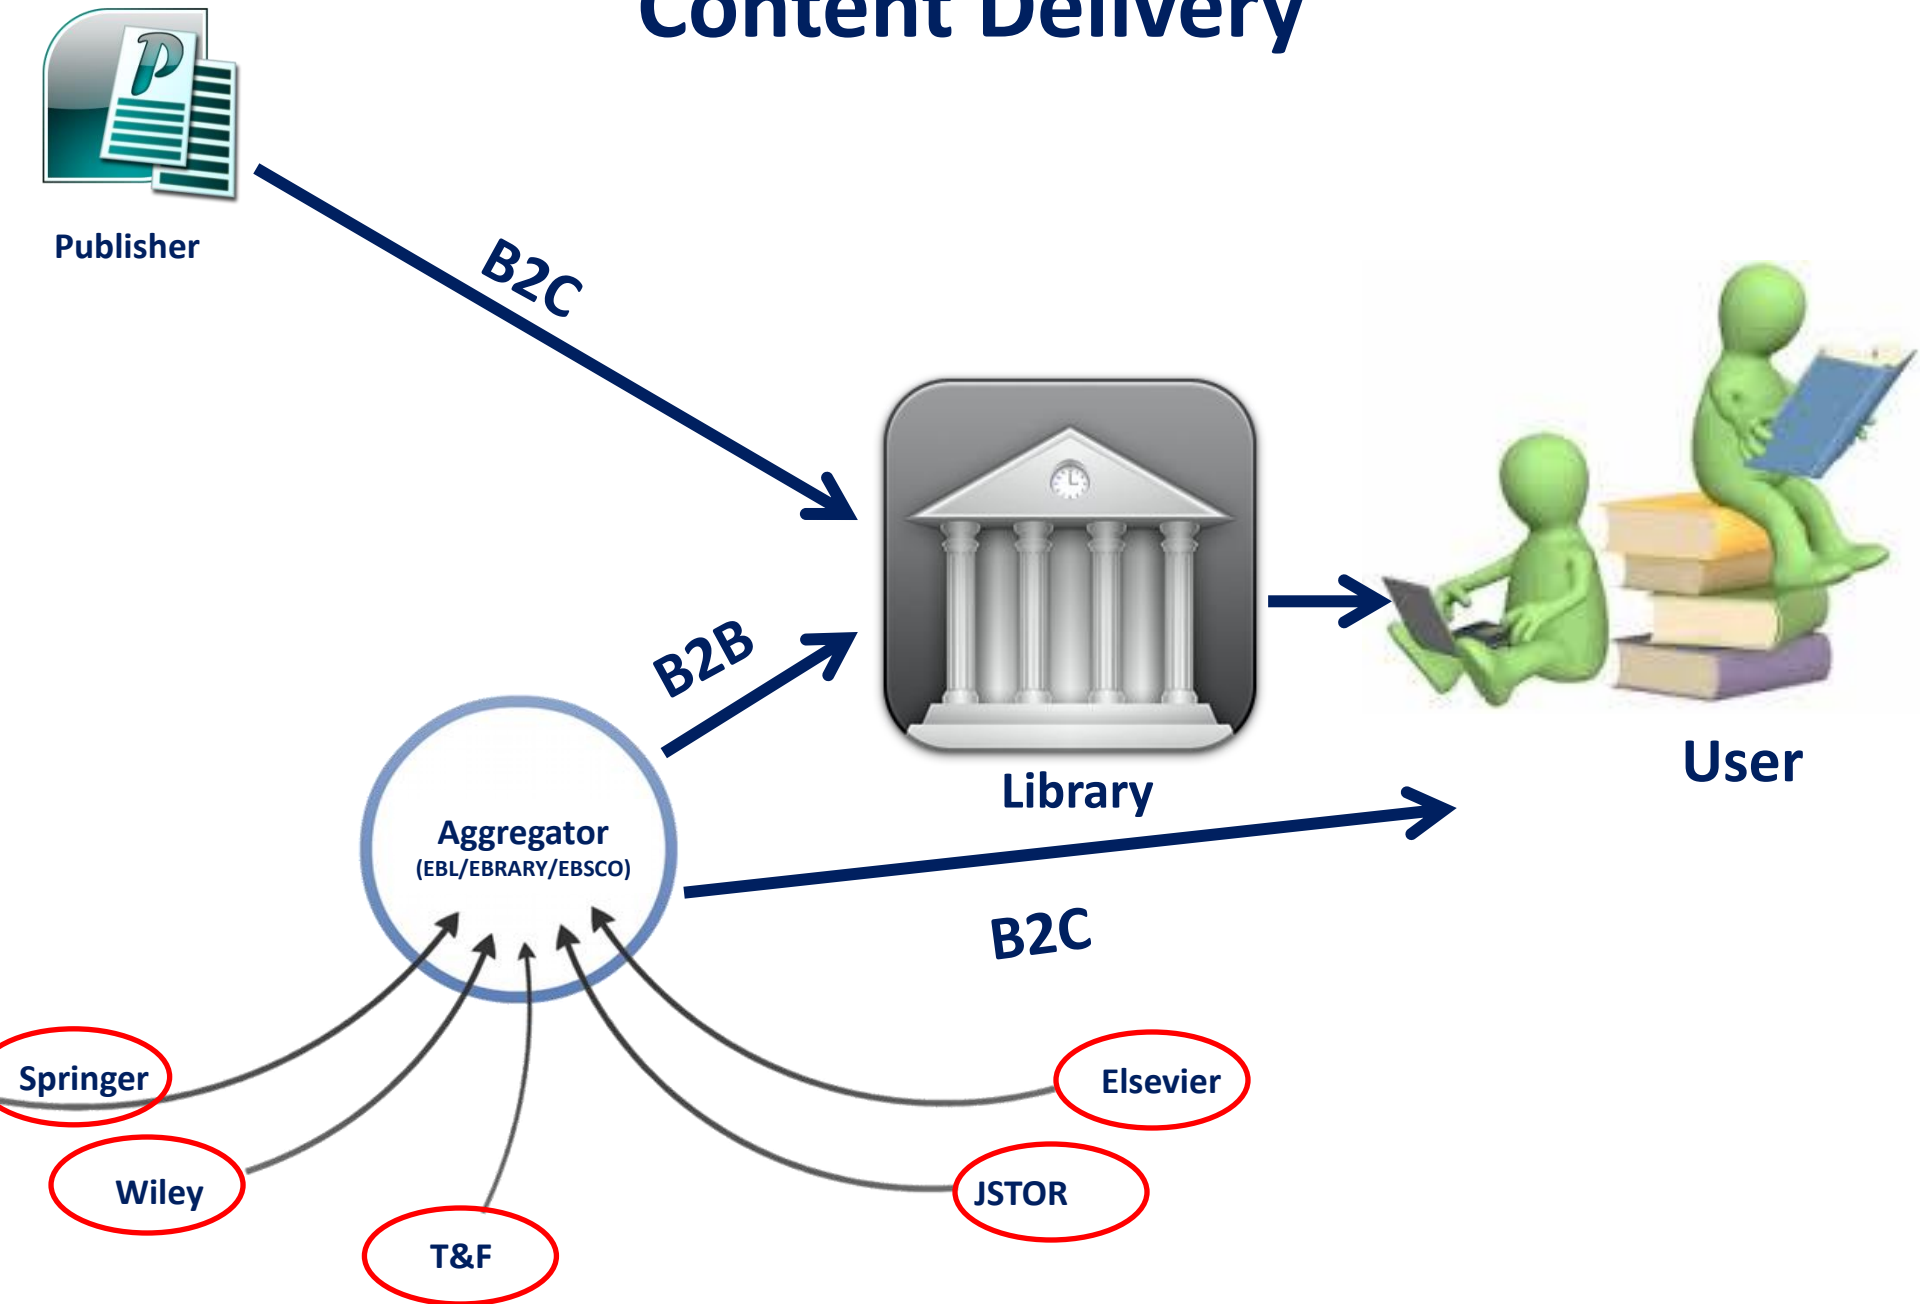 Content Delivery
P
Publisher
B2C
B2B
User
Library
Aggregator
(EBL/EBRARY/EBSCO)
B2C
Springer
Elsevier
Wiley
JSTOR
T&F